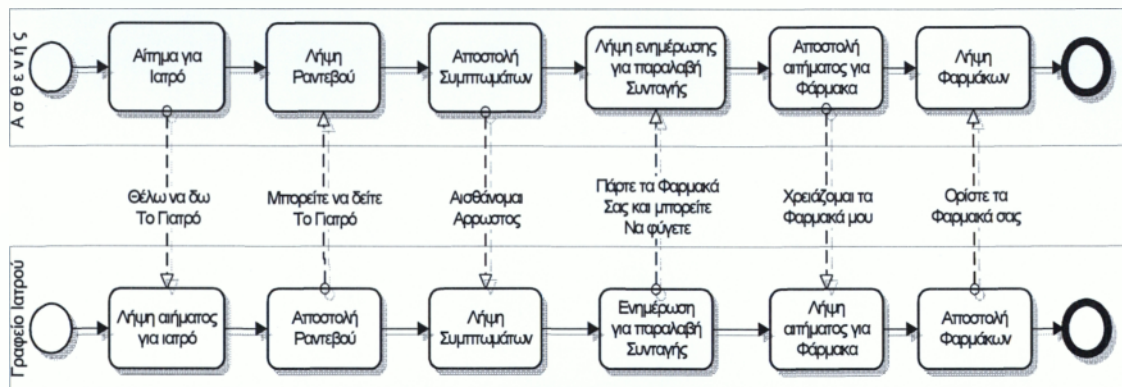 Ασθενής
Αίτημα για
Ιατρό
Λήψη
Ραντεβού
Αποστολή
Συμπτωμάτων
Λήψη ενημέρωσης
για παραλαβή
Συνταγής
Αποστολή
αιτήματος για
Φάρμακα
Λήψη
Φαρμάκων
Θέλω να δω
Το Γιατρό
Μπορείτε να δείτε
Το Γιατρό
Αισθάνομαι
Αρρωστος
Πάρτε τα Φαρμακά
Σας και μπορείτε
Να φύγετε
Χρειάζομαι τα
Φαρμακά μου
Ορίστε τα
Φαρμακά σας
Γραφείο Ιατρού
Λήψη αιήματος
για ιατρό
Αποστολή
Ραντεβού
Λήψη
Συμπτωμάτων
Ενημέρωση
για παραλαβή
Συνταγής
Λήψη
αιτήματος για
Φάρμακα
Αποστολή
Φαρμάκων